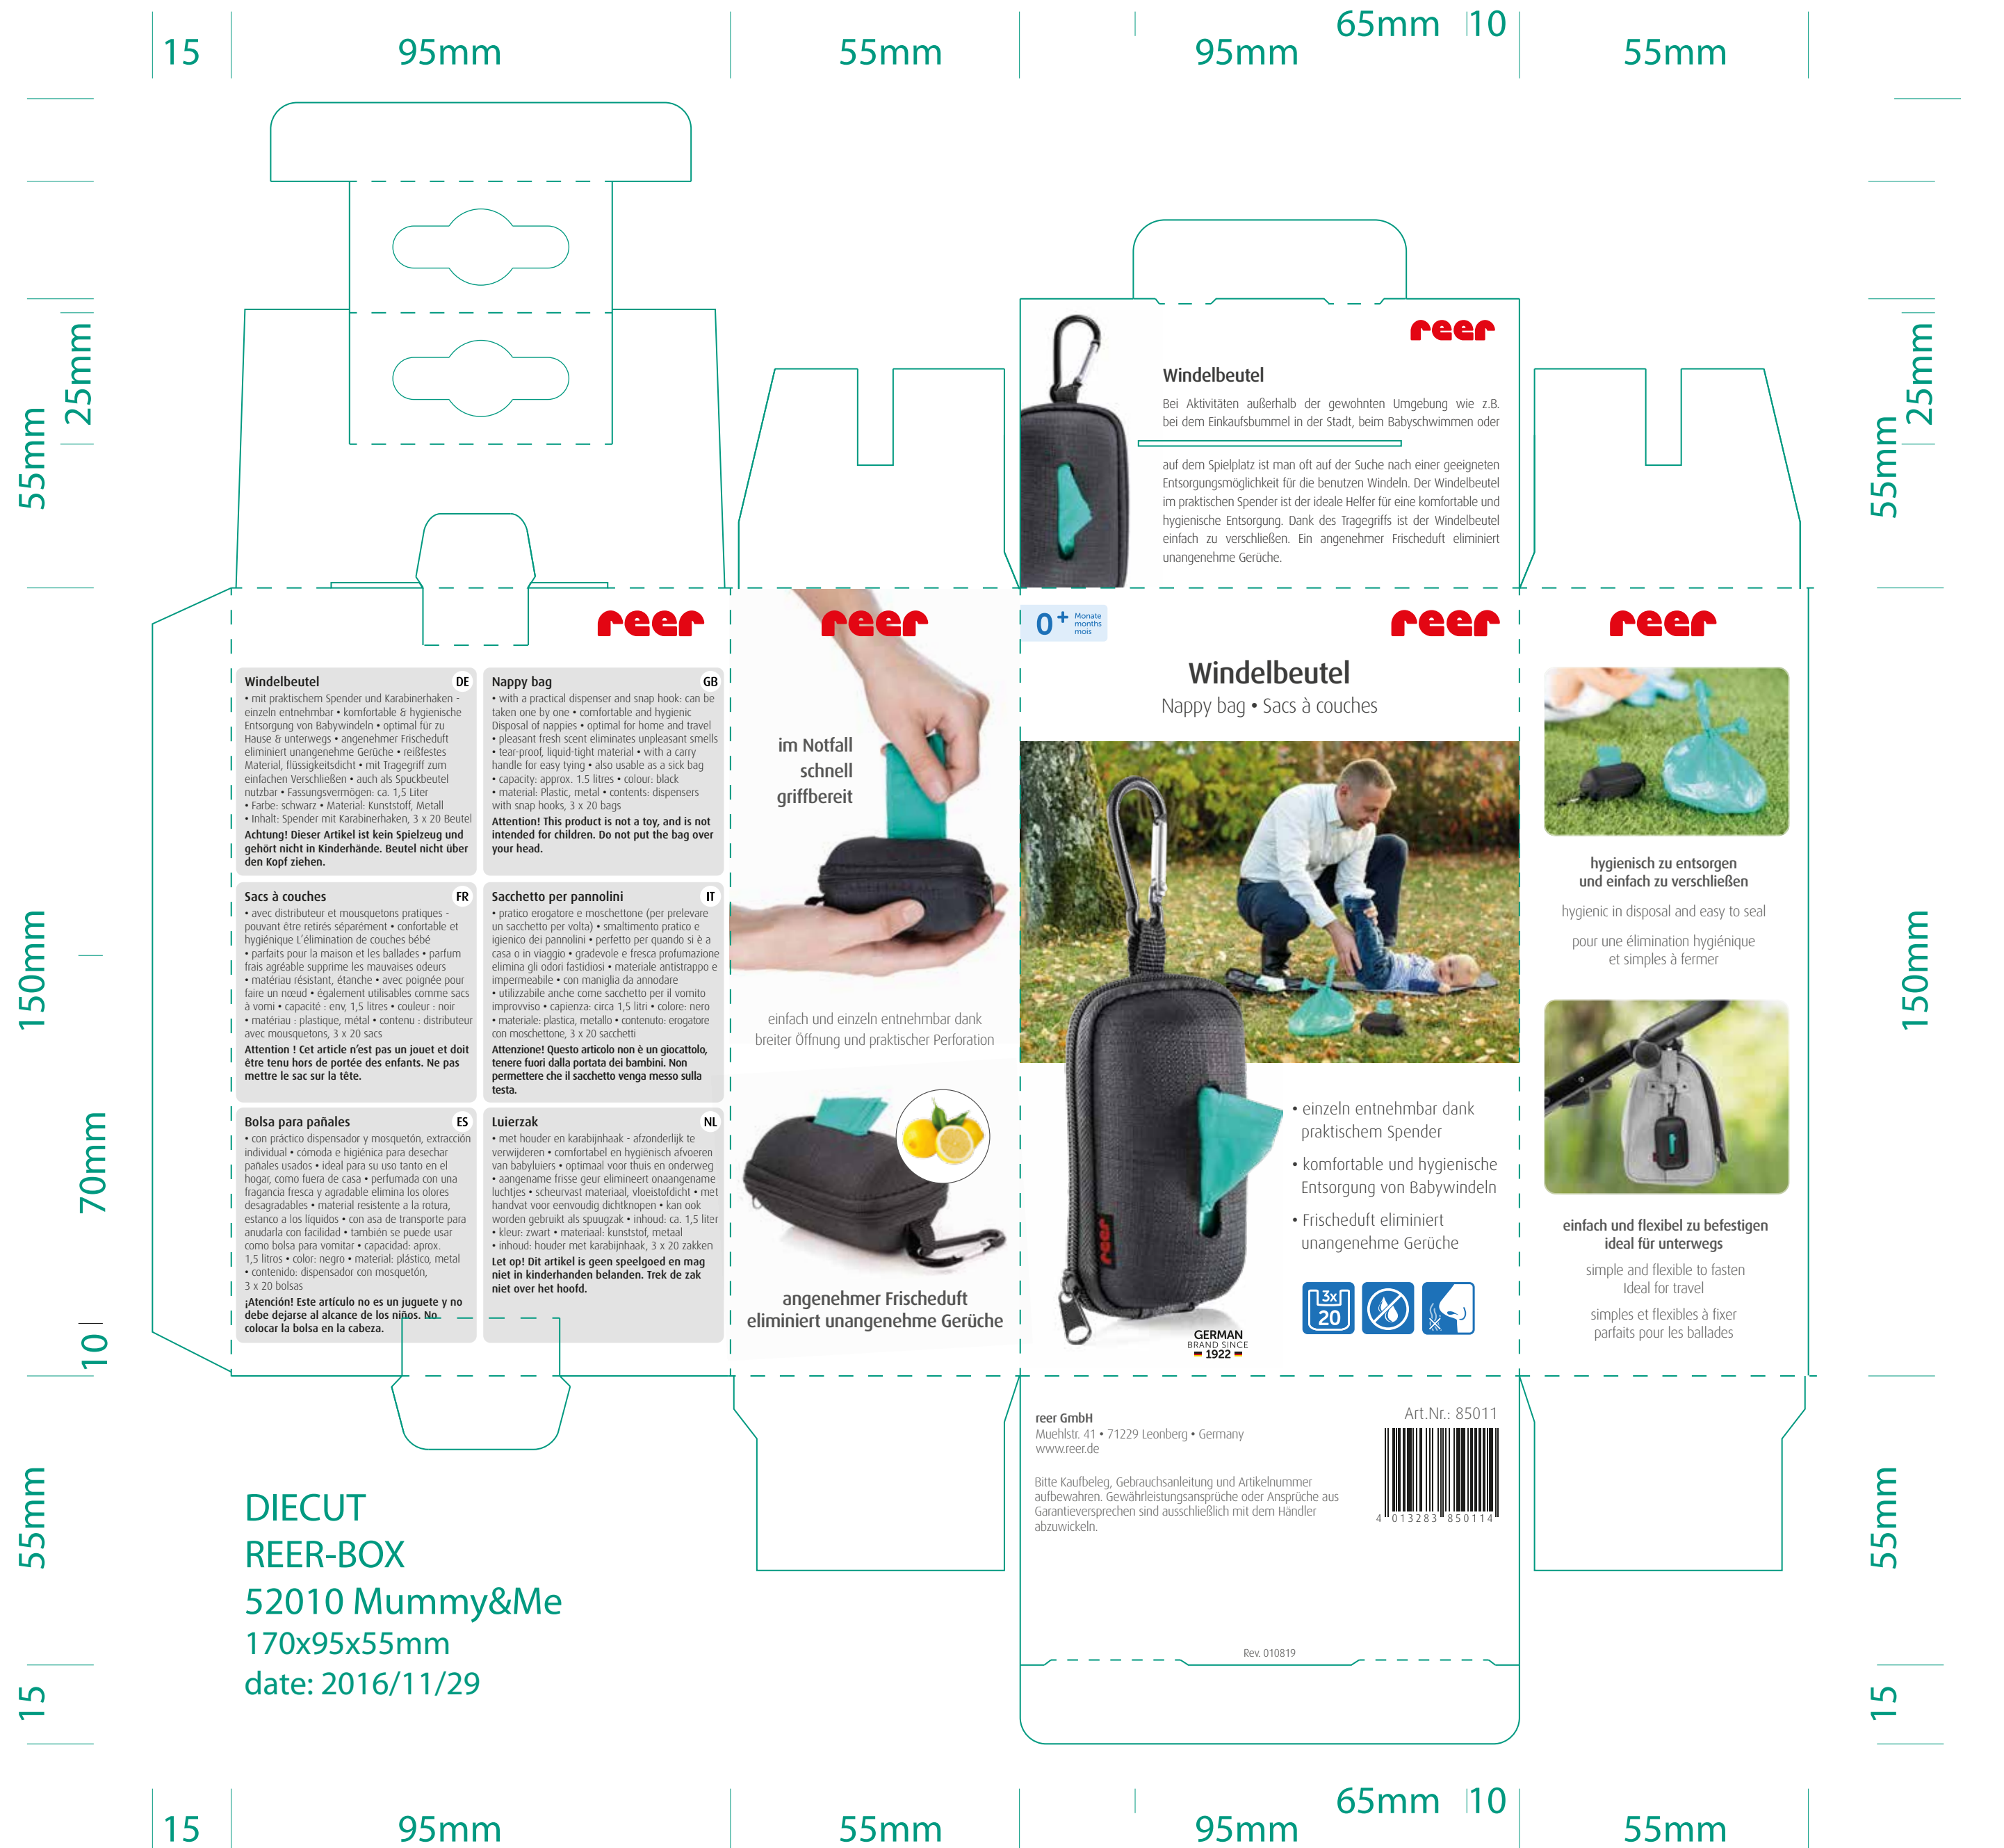 15
95mm
55mm
95mm
65mm
10
55mm
25mm
55mm
150mm
70mm
10
55mm
15
reer
Windelbeutel
Bei Aktivitäten außerhalb der gewohnten Umgebung wie z.B.
bei dem Einkaufsbummel in der Stadt, beim Babyschwimmen oder
auf dem Spielplatz ist man oft auf der Suche nach einer geeigneten
Entsorgungsmöglichkeit für die benutzen Windeln. Der Windelbeutel
im praktischen Spender ist der ideale Helfer für eine komfortable und
hygienische Entsorgung. Dank des Tragegriffs ist der Windelbeutel
einfach zu verschließen. Ein angenehmer Frischeduft eliminiert
unangenehme Gerüche.
25mm
55mm
150mm
55mm
15
reer
Windelbeutel DE
• mit praktischem Spender und Karabinerhaken -
einzeln entnehmbar • komfortable & hygienische
Entsorgung von Babywindeln • optimal für zu
Hause & unterwegs • angenehmer Frischeduft
eliminiert unangenehme Gerüche • reißfestes
Material, flüssigkeitsdicht • mit Tragegriff zum
einfachen Verschließen • auch als Spuckbeutel
nutzbar • Fassungsvermögen: ca. 1,5 Liter
• Farbe: schwarz • Material: Kunststoff, Metall
• Inhalt: Spender mit Karabinerhaken, 3 x 20 Beutel
Achtung! Dieser Artikel ist kein Spielzeug und
gehört nicht in Kinderhände. Beutel nicht über
den Kopf ziehen.
Nappy bag GB
• with a practical dispenser and snap hook: can be
taken one by one • comfortable and hygienic
Disposal of nappies • optimal for home and travel
• pleasant fresh scent eliminates unpleasant smells
• tear-proof, liquid-tight material • with a carry
handle for easy tying • also usable as a sick bag
• capacity: approx. 1.5 litres • colour: black
• material: Plastic, metal • contents: dispensers
with snap hooks, 3 x 20 bags
Attention! This product is not a toy, and is not
intended for children. Do not put the bag over
your head.
Sacs à couches FR
• avec distributeur et mousquetons pratiques -
pouvant être retirés séparément • confortable et
hygiénique L'élimination de couches bébé
• parfaits pour la maison et les ballades • parfum
frais agréable supprime les mauvaises odeurs
• matériau résistant, étanche • avec poignée pour
faire un nœud • également utilisables comme sacs
à vomi • capacité : env, 1,5 litres • couleur : noir
• matériau : plastique, métal • contenu : distributeur
avec mousquetons, 3 x 20 sacs
Attention ! Cet article n'est pas un jouet et doit
être tenu hors de portée des enfants. Ne pas
mettre le sac sur la tête.
Sacchetto per pannolini IT
• pratico erogatore e moschettone (per prelevare
un sacchetto per volta) • smaltimento pratico e
igienico dei pannolini • perfetto per quando si è a
casa o in viaggio • gradevole e fresca profumazione
elimina gli odori fastidiosi • materiale antistrappo e
impermeabile • con maniglia da annodare
• utilizzabile anche come sacchetto per il vomito
improvviso • capienza: circa 1,5 litri • colore: nero
• materiale: plastica, metallo • contenuto: erogatore
con moschettone, 3 x 20 sacchetti
Attenzione! Questo articolo non è un giocattolo,
tenere fuori dalla portata dei bambini. Non
permettere che il sacchetto venga messo sulla
testa.
Bolsa para pañales ES
• con práctico dispensador y mosquetón, extracción
individual • cómoda e higiénica para desechar
pañales usados • ideal para su uso tanto en el
hogar, como fuera de casa • perfumada con una
fragancia fresca y agradable elimina los olores
desagradables • material resistente a la rotura,
estanco a los líquidos • con asa de transporte para
anudarla con facilidad • también se puede usar
como bolsa para vomitar • capacidad: aprox.
1,5 litros • color: negro • material: plástico, metal
• contenido: dispensador con mosquetón,
3 x 20 bolsas
¡Atención! Este artículo no es un juguete y no
debe dejarse al alcance de los niños. No
colocar la bolsa en la cabeza.
Luierzak NL
• met houder en karabijnhaak - afzonderlijk te
verwijderen • comfortabel en hygiënisch afvoeren
van babyluiers • optimaal voor thuis en onderweg
• aangename frisse geur elimineert onaangename
luchtjes • scheurvast materiaal, vloeistofdicht • met
handvat voor eenvoudig dichtknopen • kan ook
worden gebruikt als spuugzak • inhoud: ca. 1,5 liter
• kleur: zwart • materiaal: kunststof, metaal
• inhoud: houder met karabijnhaak, 3 x 20 zakken
Let op! Dit artikel is geen speelgoed en mag
niet in kinderhanden belanden. Trek de zak
niet over het hoofd.
reer
im Notfall
schnell
griffbereit
einfach und einzeln entnehmbar dank
breiter Öffnung und praktischer Perforation
angenehmer Frischeduft
eliminiert unangenehme Gerüche
0+ Monate
months
mois
reer
Windelbeutel
Nappy bag • Sacs à couches
• einzeln entnehmbar dank
praktischem Spender
• komfortable und hygienische
Entsorgung von Babywindeln
• Frischeduft eliminiert
unangenehme Gerüche
reer
3x
20
GERMAN
BRAND SINCE
1922
reer
hygienisch zu entsorgen
und einfach zu verschließen
hygienic in disposal and easy to seal
pour une élimination hygiénique
et simples à fermer
einfach und flexibel zu befestigen
ideal für unterwegs
simple and flexible to fasten
Ideal for travel
simples et flexibles à fixer
parfaits pour les ballades
reer GmbH
Muehlstr. 41 • 71229 Leonberg • Germany
www.reer.de
Bitte Kaufbeleg, Gebrauchsanleitung und Artikelnummer
aufbewahren. Gewährleistungsansprüche oder Ansprüche aus
Garantieversprechen sind ausschließlich mit dem Händler
abzuwickeln.
Art.Nr.: 85011
4 013283 850114
Rev. 010819
DIECUT
REER-BOX
52010 Mummy&Me
170x95x55mm
date: 2016/11/29
15
95mm
55mm
95mm
65mm
10
55mm